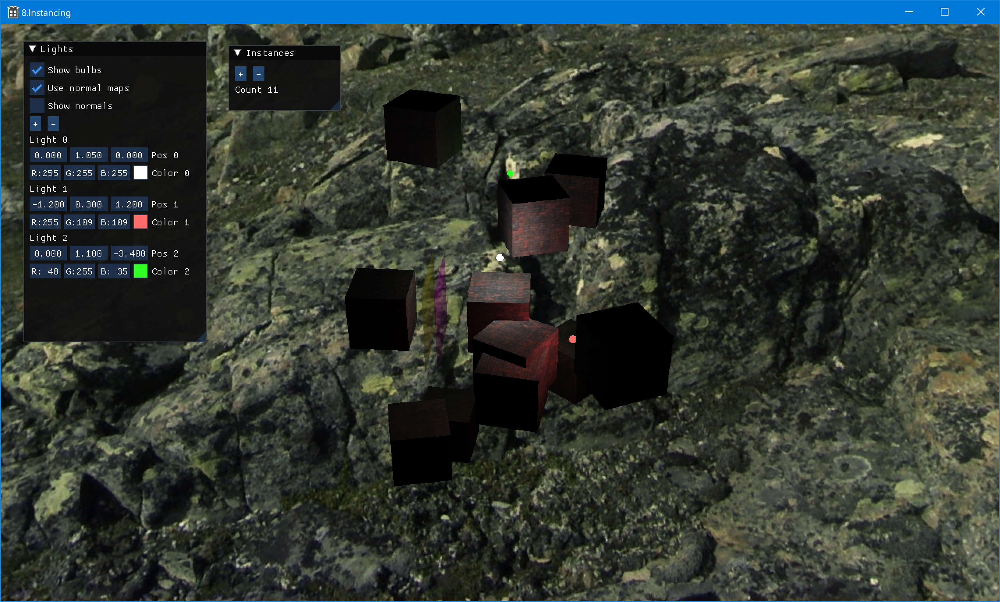 8.Instancing
Lights
Show bulbs
Use normal maps
Show normals
+ -
Light 0
0.000 1.050 0.000 Pos 0
R:255 G:255 B:255 Color 0
Light 1
-1.200 0.300 1.200 Pos 1
R:255 G:109 B:109 Color 1
Light 2
0.000 1.100 -3.400 Pos 2
R: 48 G:255 B: 35 Color 2
Instances
+ -
Count 11